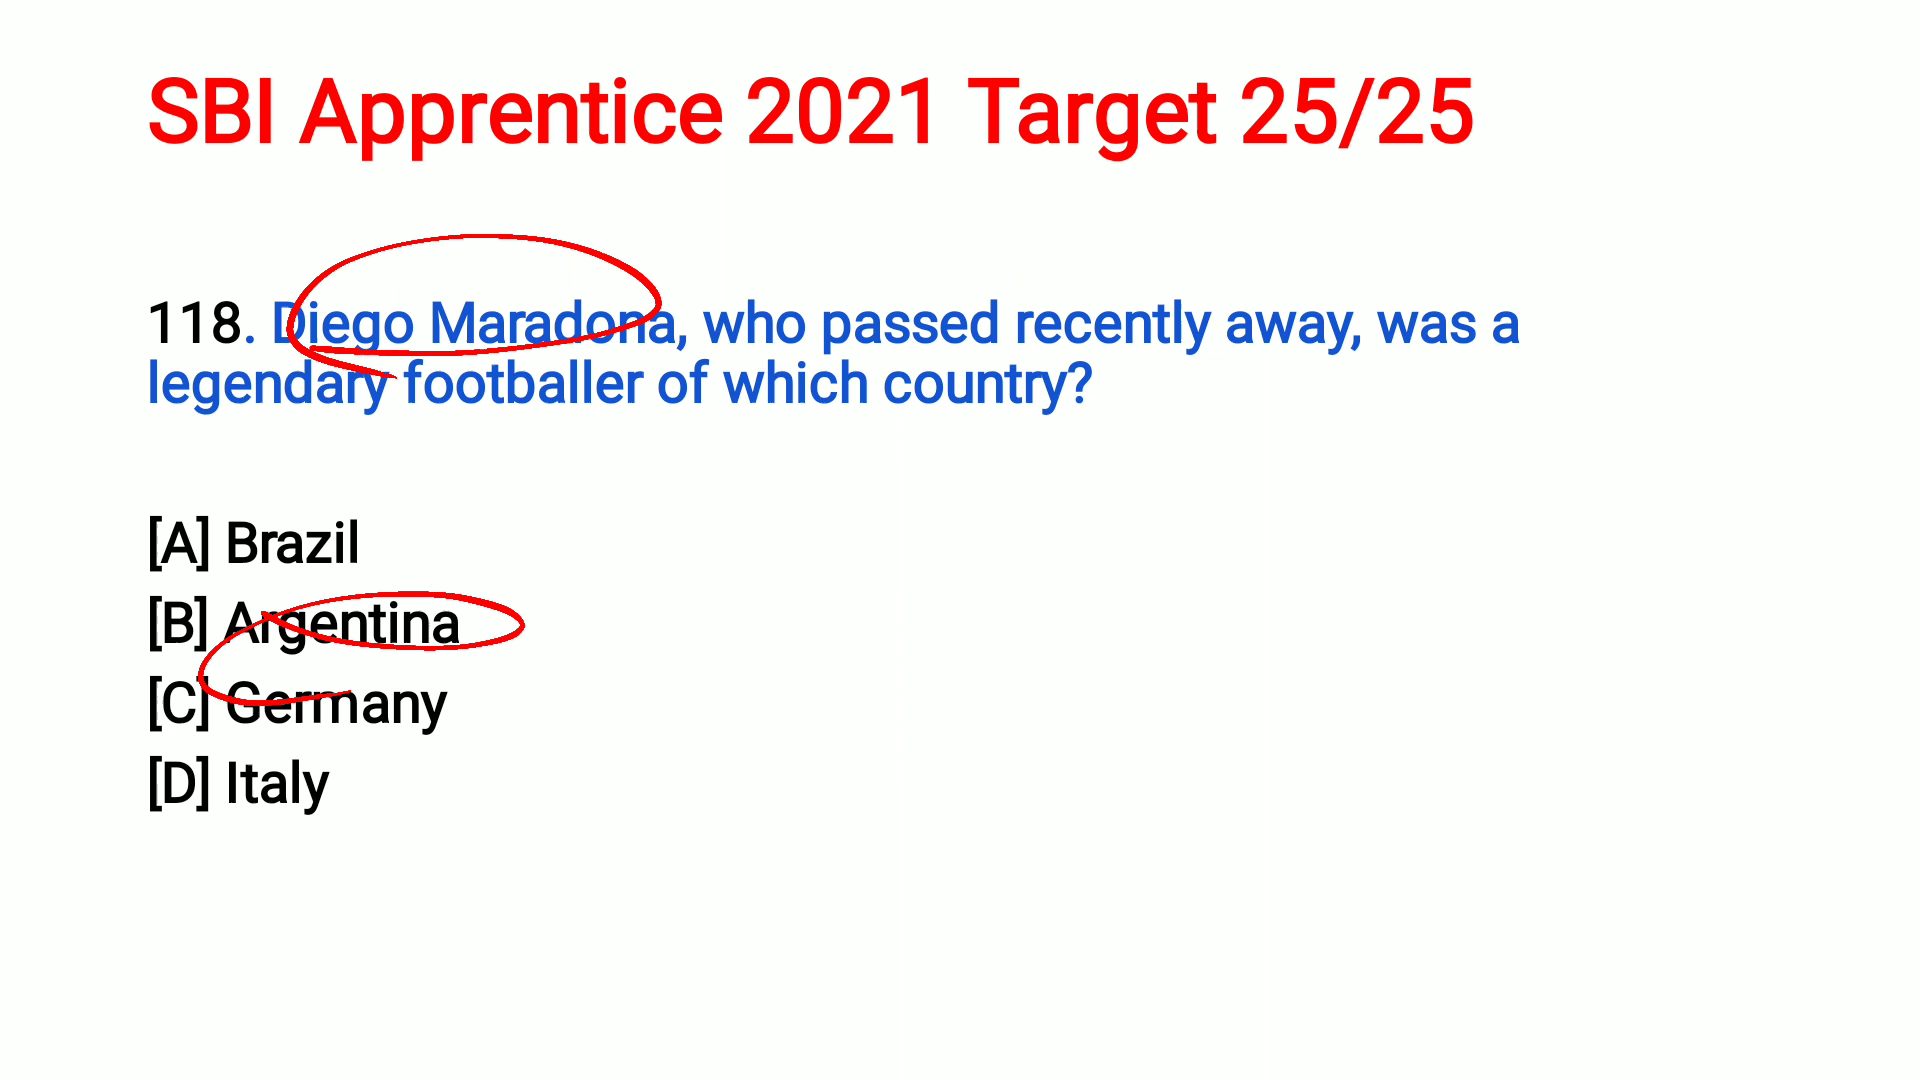 SBI Apprentice 2021 Target 25/25
118. Diego Maradona, who passed recently away, was a
legendary footballer of which country?
[A] Brazil
[B] Argentina
[C] Germany
[D] Italy